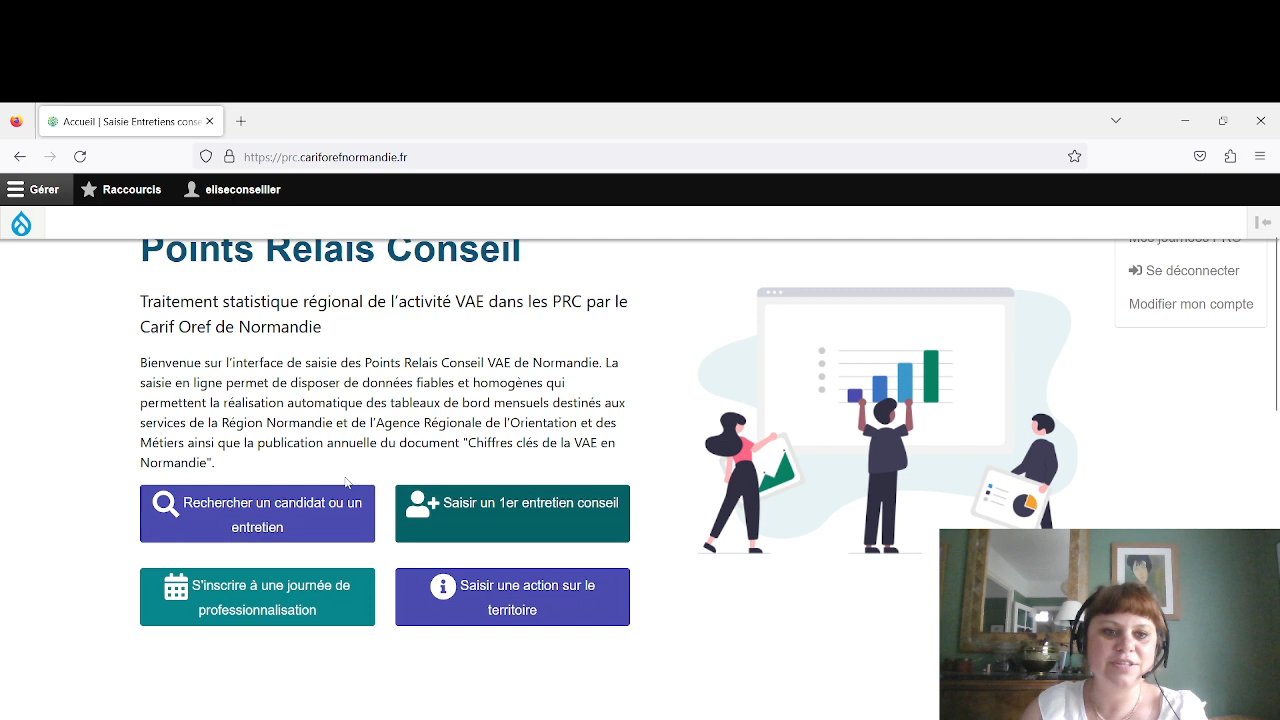 Accueil | Saisie Entretiens conse
https://prc.cariforefnormandie.fr
Gérer
Raccourcis
eliseconseiller
Points Relais Conseil
Mes journées PRC
Se déconnecter
Modifier mon compte
Traitement statistique régional de l'activité VAE dans les PRC par le
Carif Oref de Normandie
Bienvenue sur l'interface de saisie des Points Relais Conseil VAE de Normandie. La
saisie en ligne permet de disposer de données fiables et homogènes qui
permettent la réalisation automatique des tableaux de bord mensuels destinés aux
services de la Région Normandie et de l'Agence Régionale de l'Orientation et des
Métiers ainsi que la publication annuelle du document "Chiffres clés de la VAE en
Normandie".
Rechercher un candidat ou un
entretien
Saisir un 1er entretien conseil
S'inscrire à une journée de
professionnalisation
Saisir une action sur le
territoire